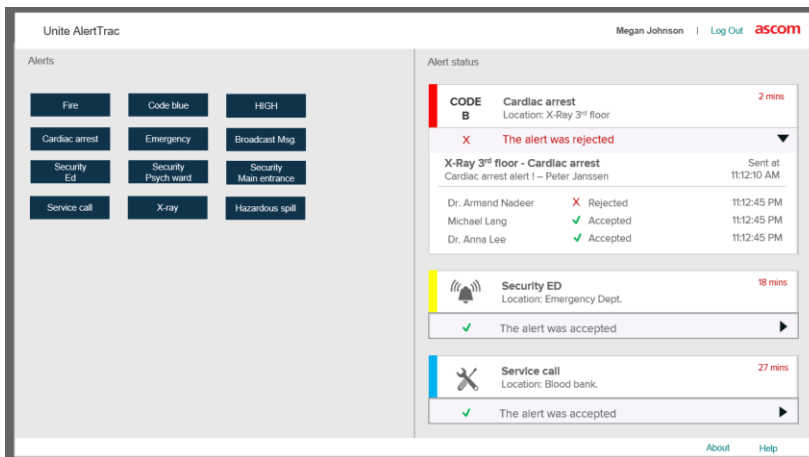 Unite AlertTrac
Megan Johnson | Log Out ascom
Alerts
Fire
Code blue
HIGH
Cardiac arrest
Emergency
Broadcast Msg.
Security
Ed
Security
Psych ward
Security
Main entrance
Service call
X-ray
Hazardous spill
Alert status
CODE
B
Cardiac arrest
Location: X-Ray 3rd floor
2 mins
X The alert was rejected
X-Ray 3rd floor - Cardiac arrest
Cardiac arrest alert ! – Peter Janssen
Sent at
11:12:10 AM
Dr. Armand Nadeer X Rejected 11:12:45 PM
Michael Lang ✓ Accepted 11:12:45 PM
Dr. Anna Lee ✓ Accepted 11:12:45 PM
Security ED
Location: Emergency Dept.
18 mins
✓ The alert was accepted
Service call
Location: Blood bank.
27 mins
✓ The alert was accepted
About Help